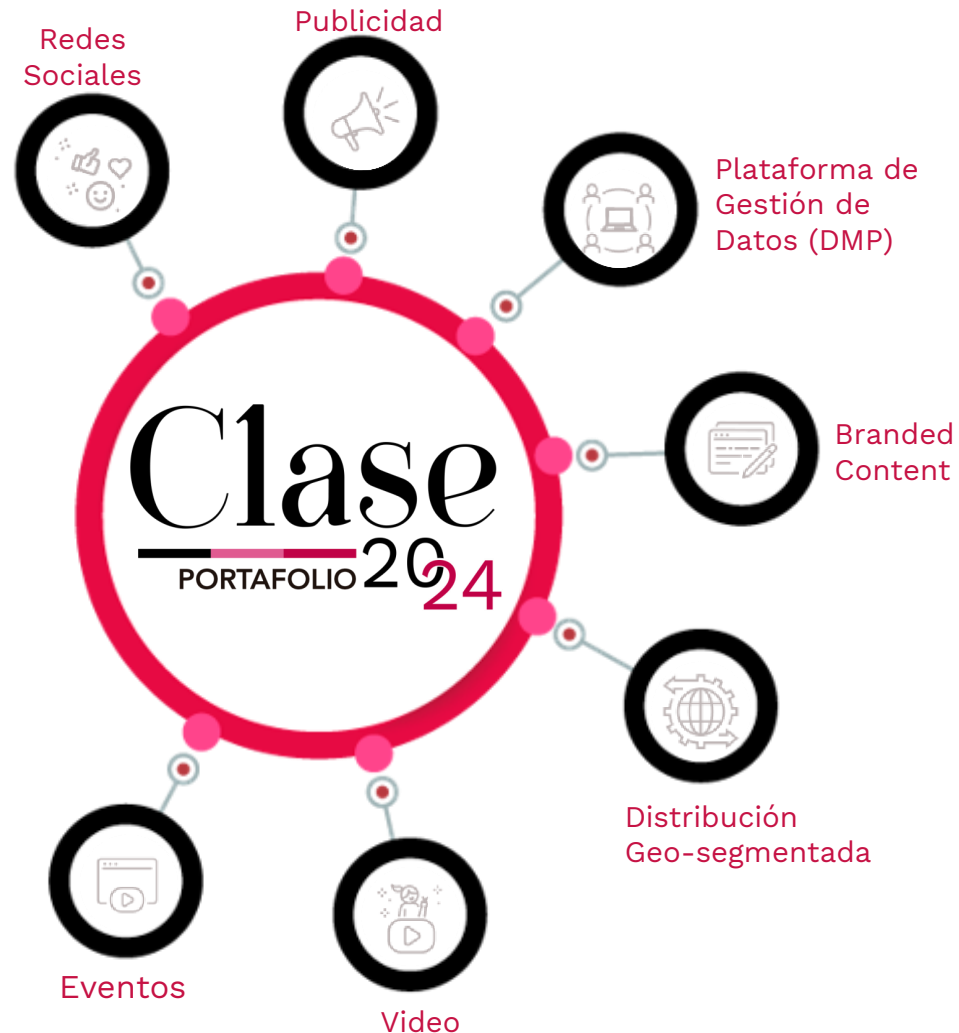 Redes
Sociales
Publicidad
Plataforma de
Gestión de
Datos (DMP)
Branded
Content
Distribución
Geo-segmentada
Video
Eventos
Clase
PORTAFOLIO 2024